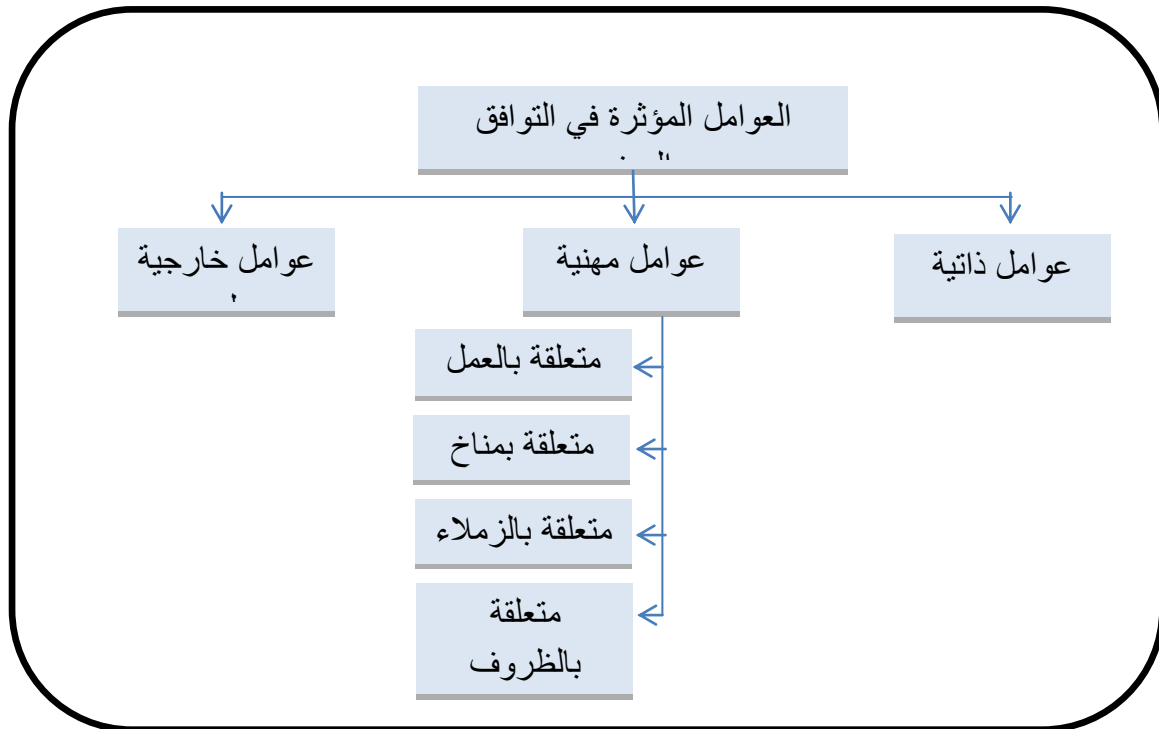 العوامل المؤثرة في التوافق
عوامل ذاتية
عوامل مهنية
عوامل خارجية
متعلقة بالعمل
متعلقة بمناخ
متعلقة بالزملاء
متعلقة
بالظروف